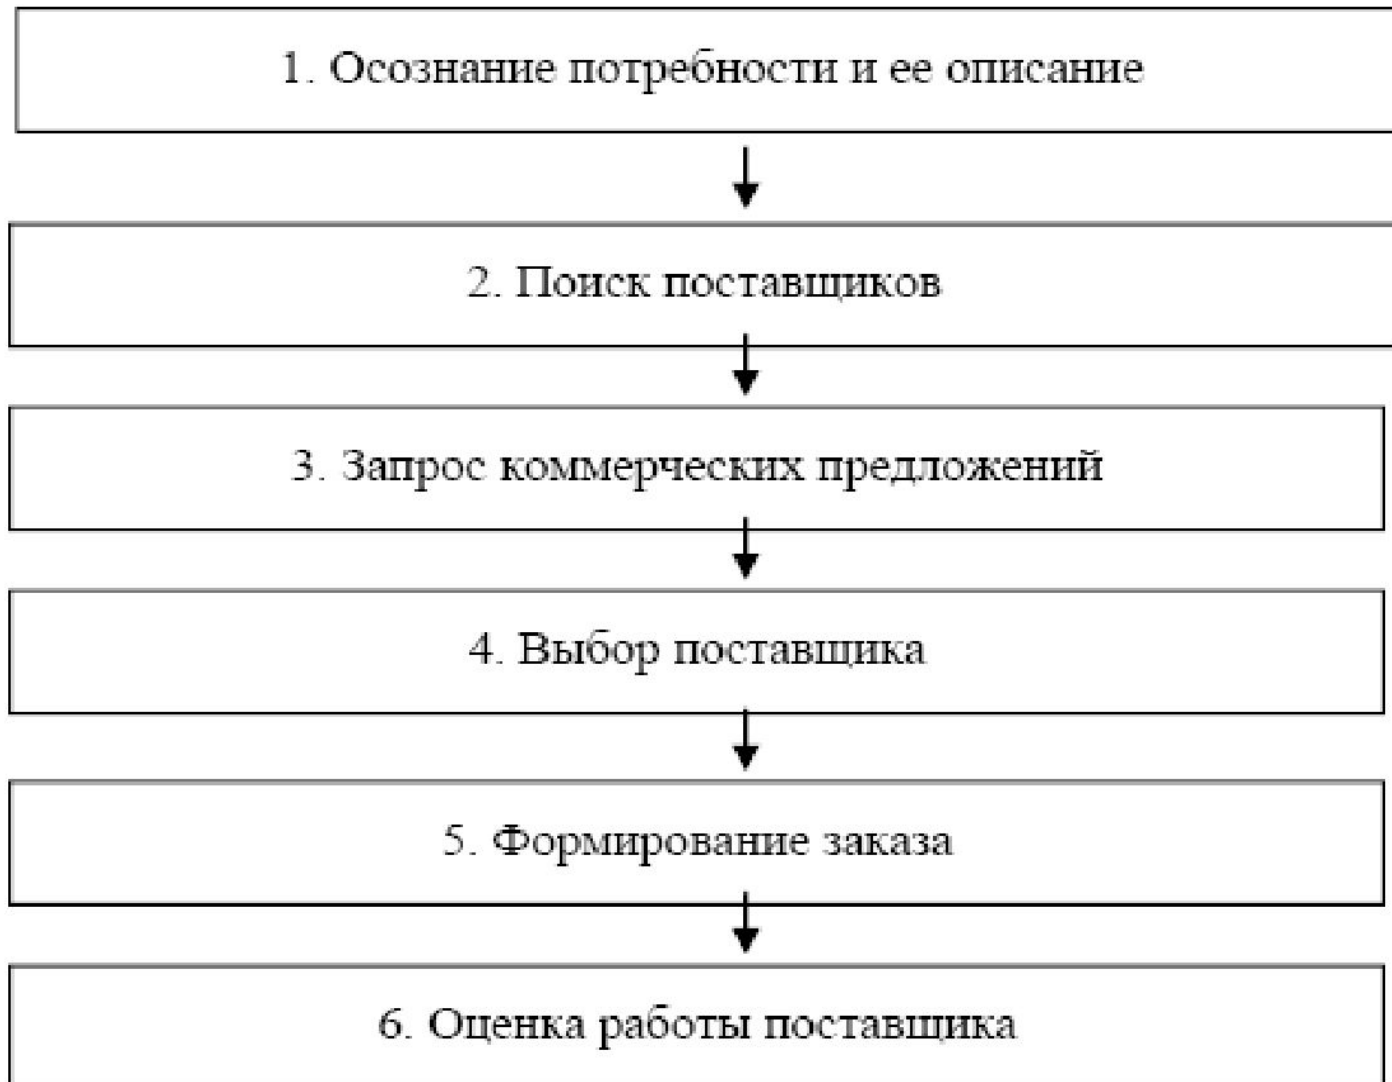 1. Осознание потребности и ее описание
2. Поиск поставщиков
3. Запрос коммерческих предложений
4. Выбор поставщика
5. Формирование заказа
6. Оценка работы поставщика